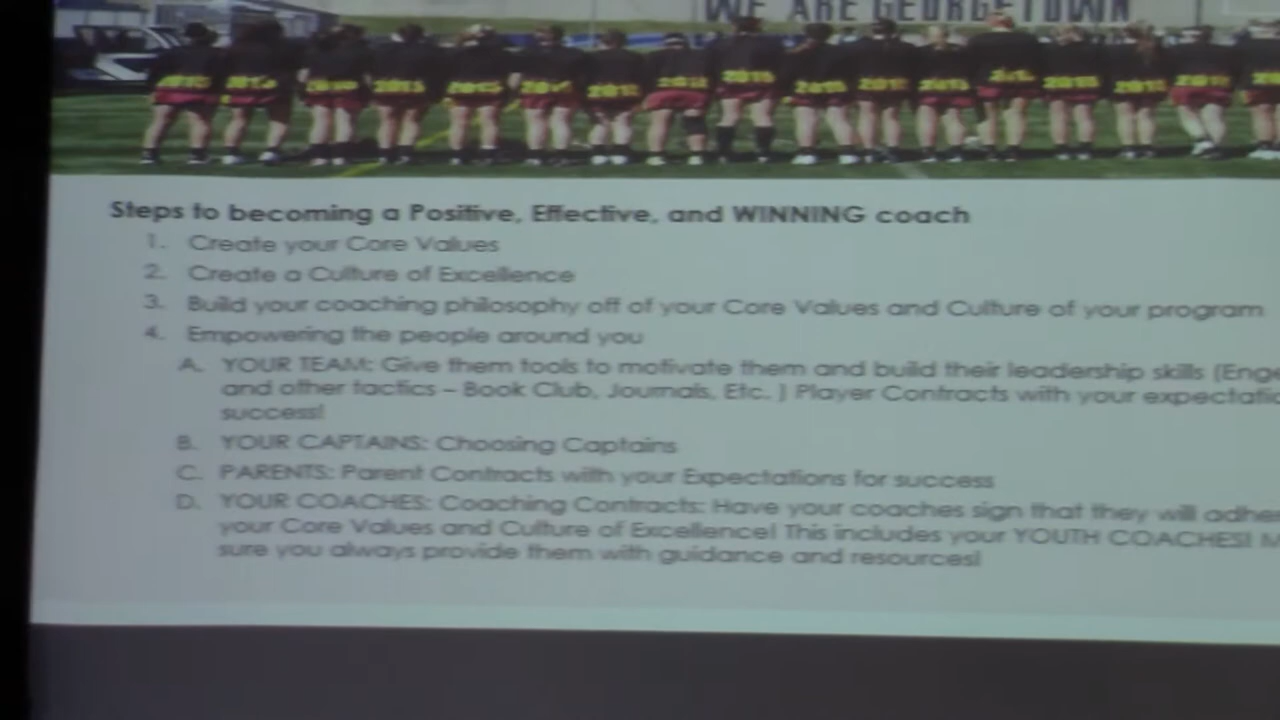 WE ARE GEORGETOWN
Steps to becoming a Positive, Effective, and WINNING coach
1. Create your Core Values
2. Create a Culture of Excellence
3. Build your coaching philosophy off of your Core Values and Culture of your program
4. Empowering the people around you
A. YOUR TEAM: Give them tools to motivate them and build their leadership skills (Enge
and other tactics – Book Club, Journals, Etc. ) Player Contracts with your expectatio
success!
B. YOUR CAPTAINS: Choosing Captains
C. PARENTS: Parent Contracts with your Expectations for success
D. YOUR COACHES: Coaching Contracts: Have your coaches sign that they will adhe
your Core Values and Culture of Excellence! This includes your YOUTH COACHES! M
sure you always provide them with guidance and resources!